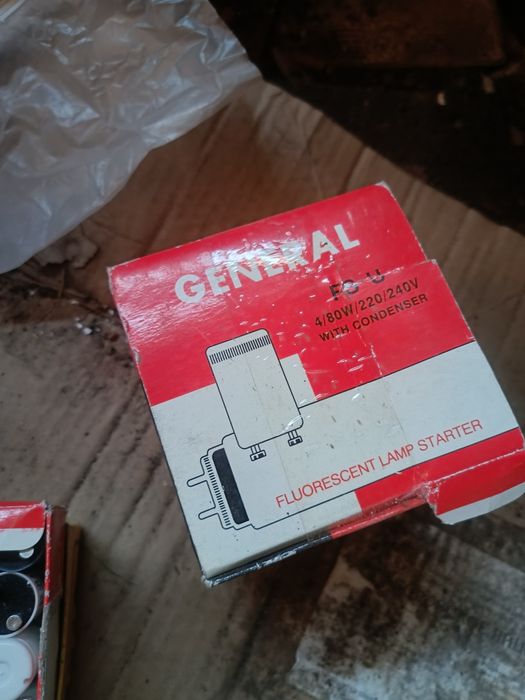 GENERAL
FS-U
4/80W/220/240V
WITH CONDENSER
FLUORESCENT LAMP STARTER